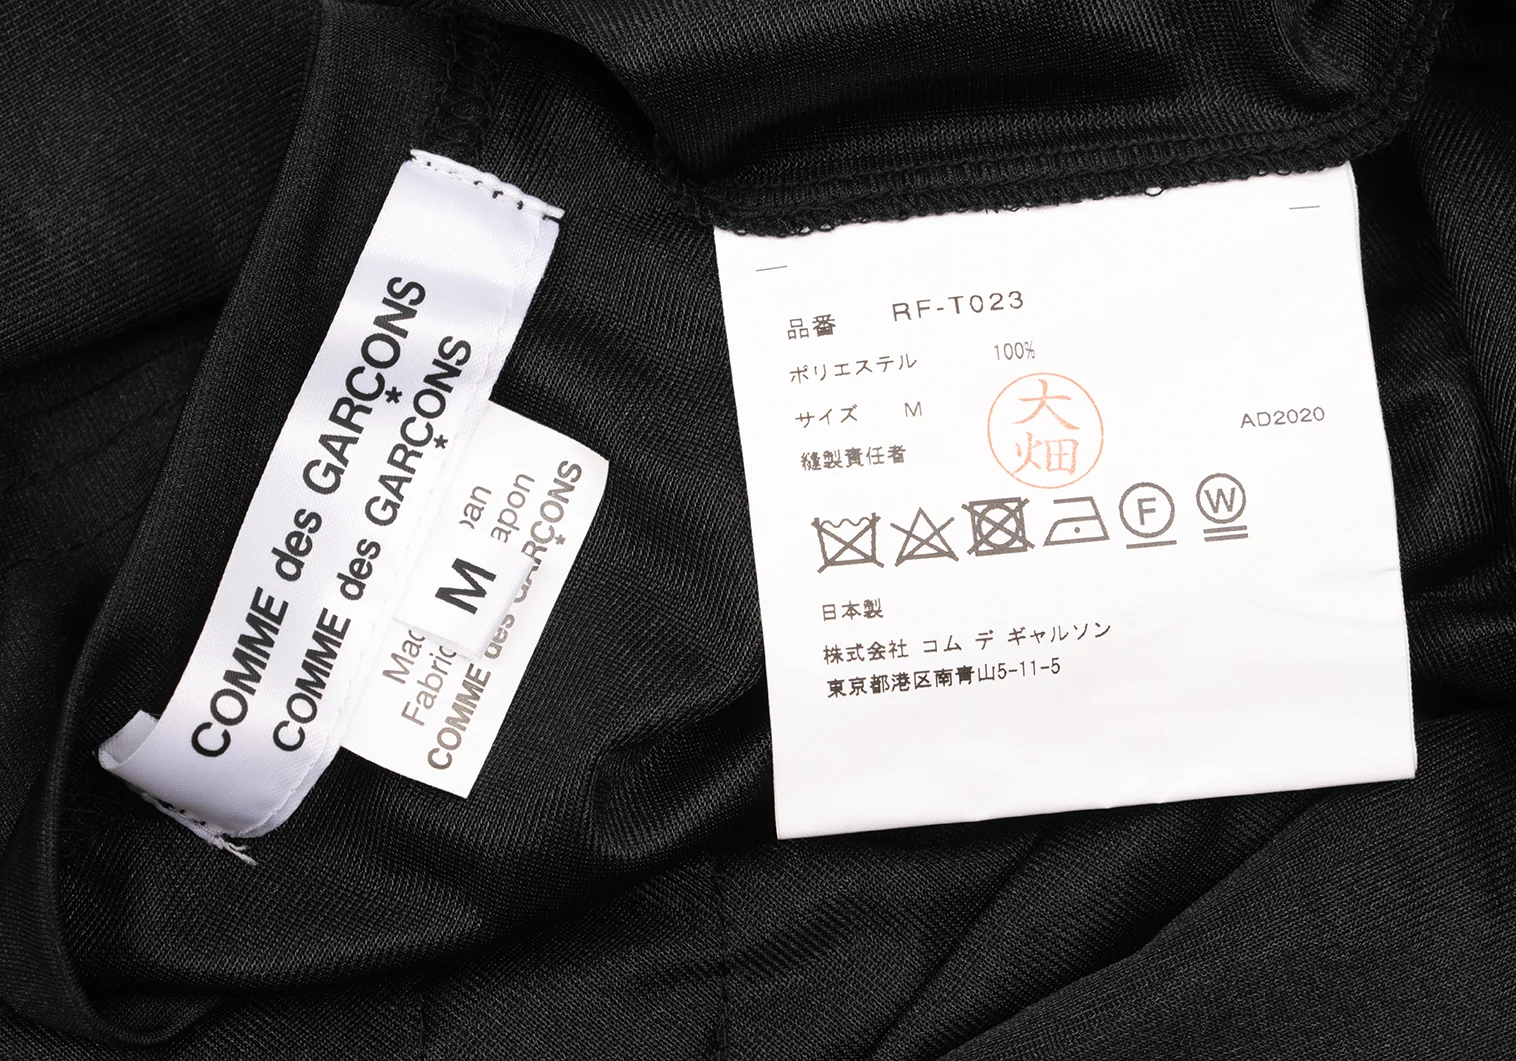 COMME des GARÇONS
COMME des GARÇONS
M
COMME des GARÇONS
品番 RF-T023
ポリエステル 100%
サイズ M
縫製責任者
大畑
AD2020
F
W
日本製
株式会社 コム デ ギャルソン
東京都港区南青山5-11-5